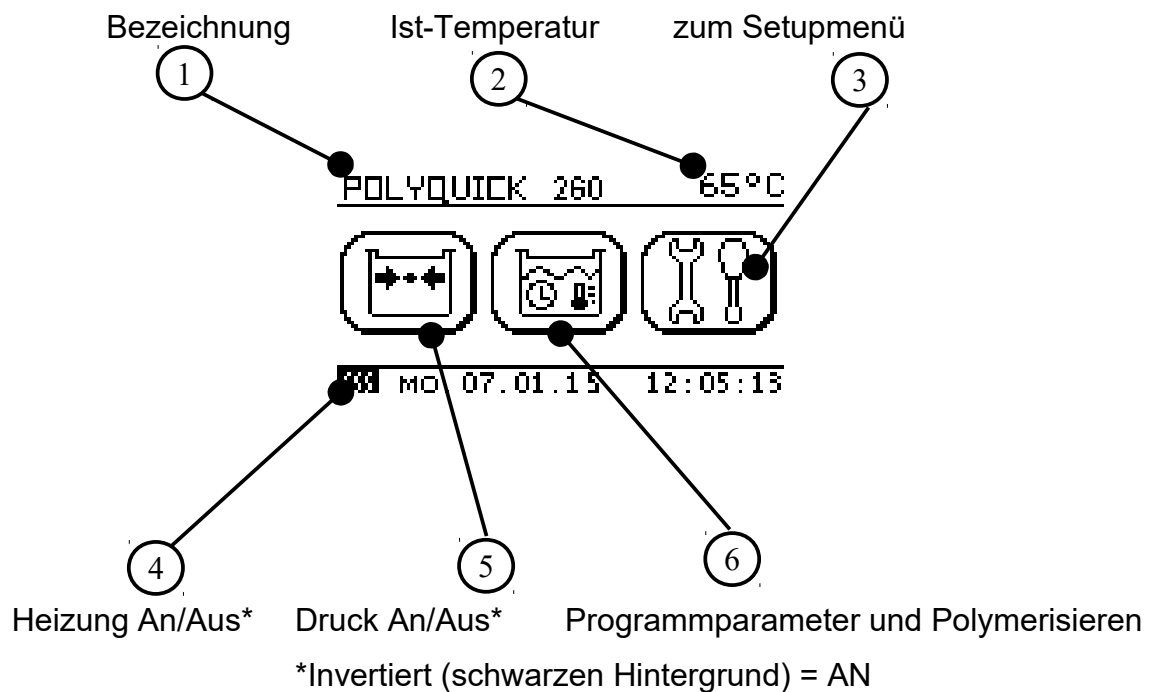 Bezeichnung Ist-Temperatur zum Setupmenü
1 2 3
POLYQUICK 260 65°C
MO 07.01.15 12:05:13
4 5 6
Heizung An/Aus* Druck An/Aus* Programmparameter und Polymerisieren
*Invertiert (schwarzen Hintergrund) = AN